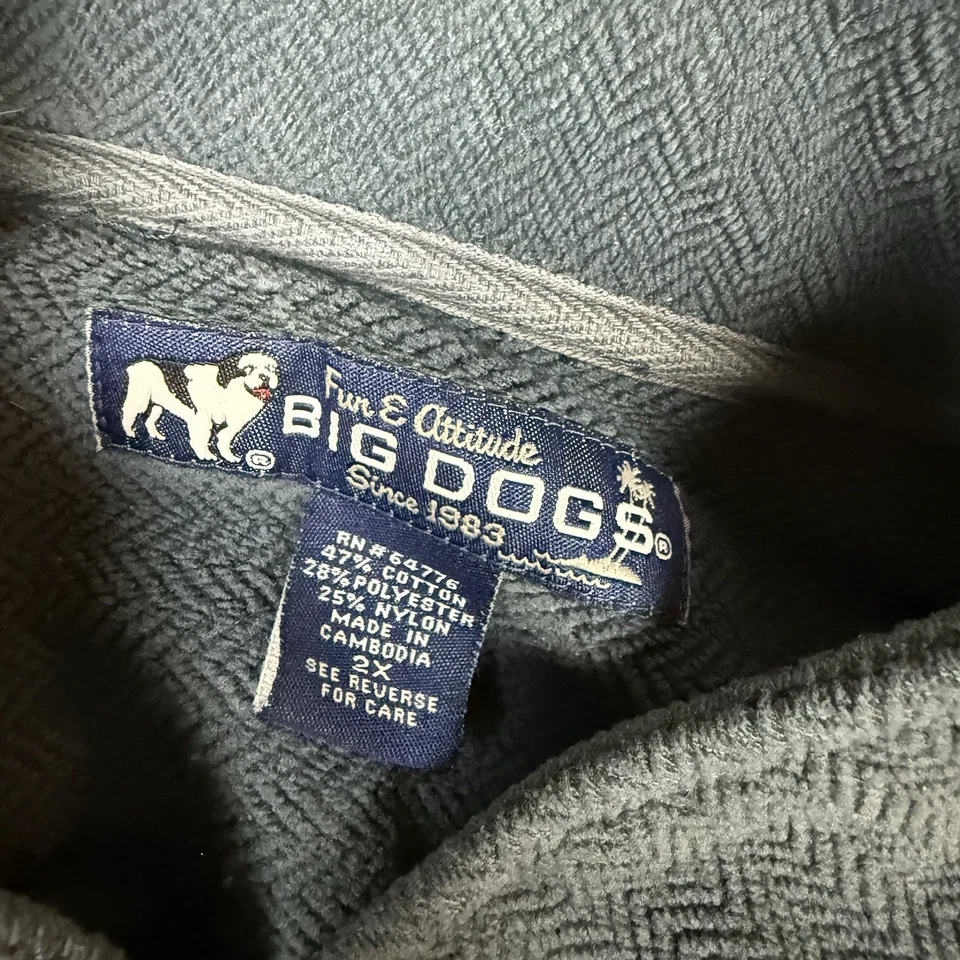 Fun & Attitude
BIG DOGS®
Since 1983
®
RN # 64776
47% COTTON
28% POLYESTER
25% NYLON
MADE IN
CAMBODIA
2X
SEE REVERSE
FOR CARE